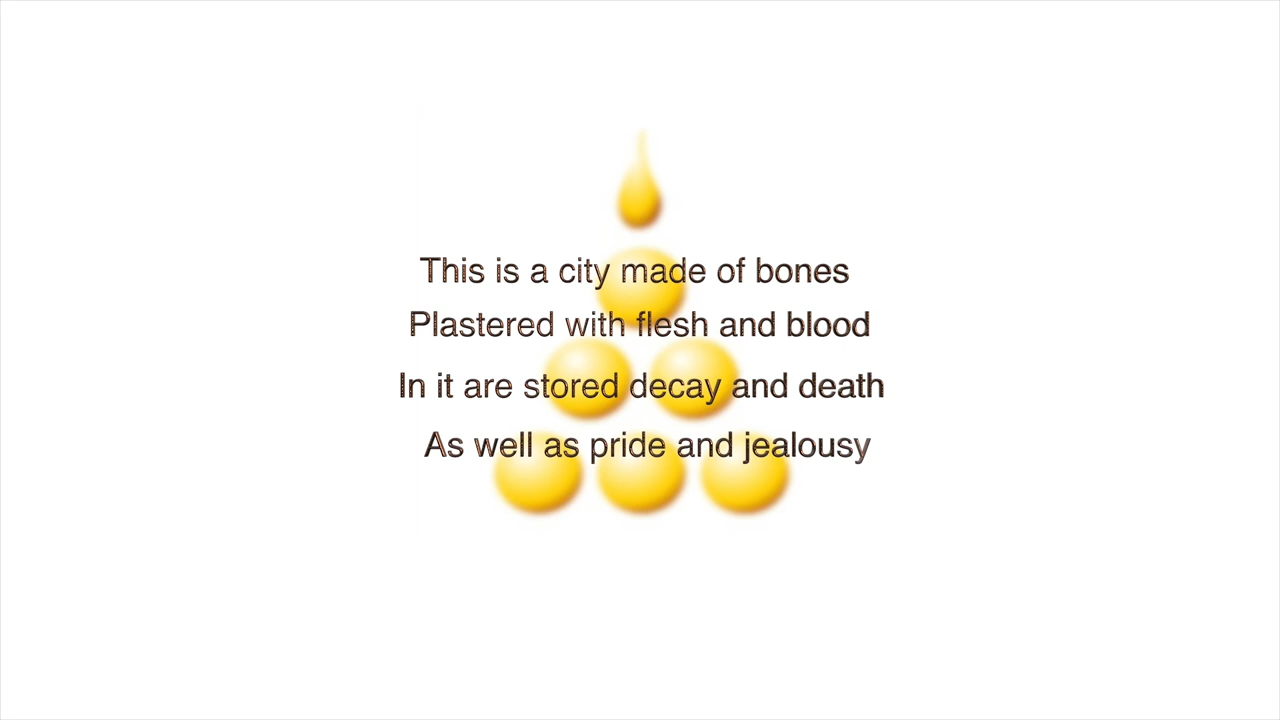 This is a city made of bones
Plastered with flesh and blood
In it are stored decay and death
As well as pride and jealousy